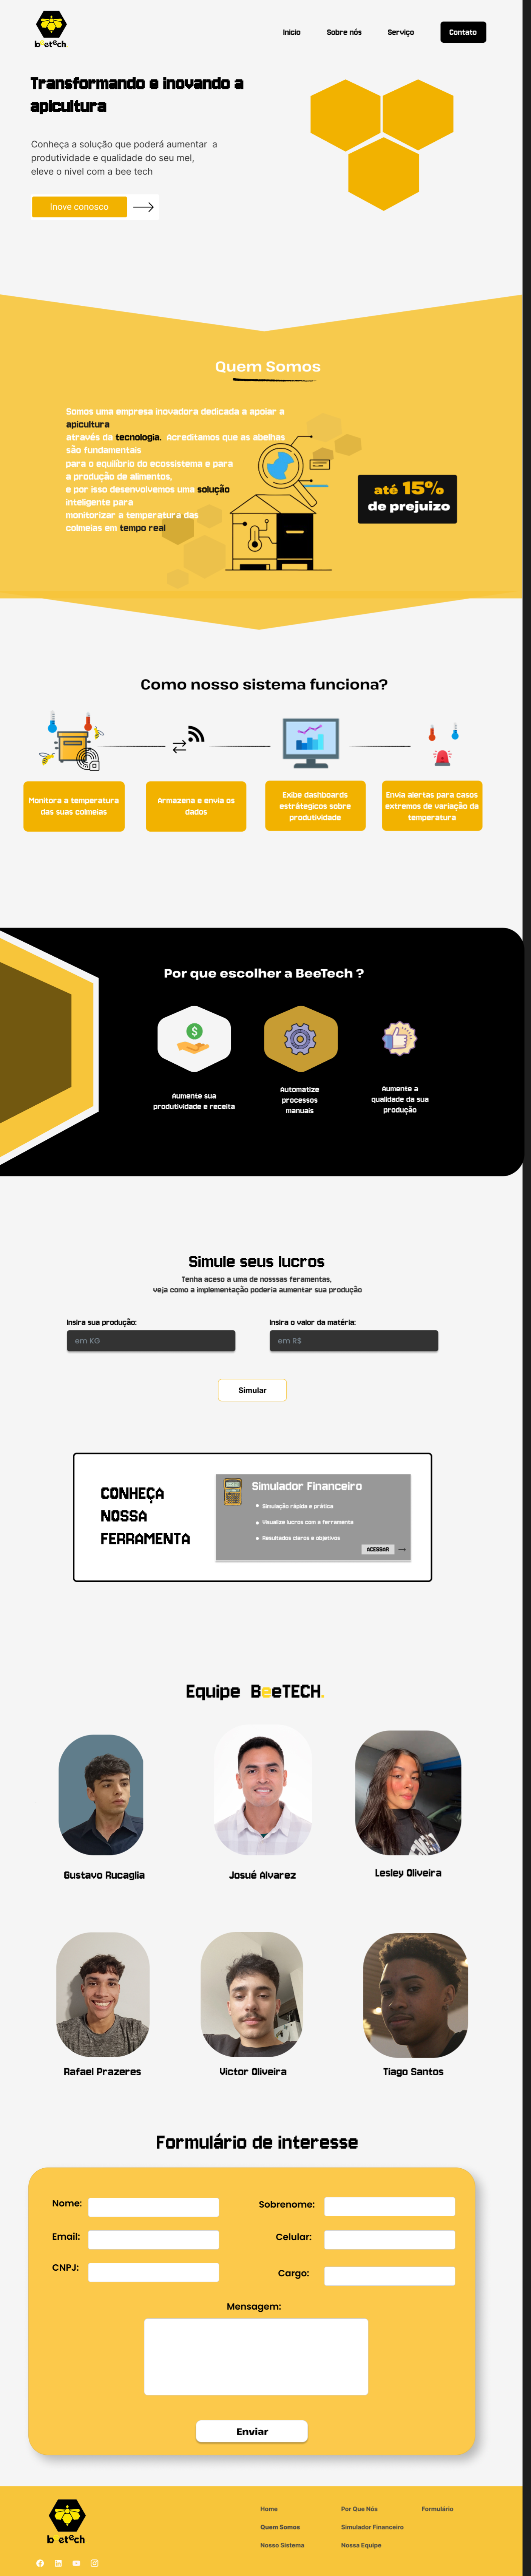 beetech
Inicio
Sobre nós
Serviço
Contato
Transformando e inovando a
apicultura
Conheça a solução que poderá aumentar a
produtividade e qualidade do seu mel,
eleve o nivel com a bee tech
Inove conosco
Quem Somos
Somos uma empresa inovadora dedicada a apoiar a
apicultura
através da tecnologia. Acreditamos que as abelhas
são fundamentais
para o equilíbrio do ecossistema e para
a produção de alimentos,
e por isso desenvolvemos uma solução
inteligente para
monitorizar a temperatura das
colmeias em tempo real
até 15%
de prejuizo
Como nosso sistema funciona?
Monitora a temperatura
das suas colmeias
Armazena e envia os
dados
Exibe dashboards
estrátegicos sobre
produtividade
Envia alertas para casos
extremos de variação da
temperatura
Por que escolher a BeeTech ?
Aumente sua
produtividade e receita
Automatize
processos
manuais
Aumente a
qualidade da sua
produção
Simule seus lucros
Tenha aceso a uma de nosssas feramentas,
veja como a implementação poderia aumentar sua produção
Insira sua produção:
Insira o valor da matéria:
em KG
em R$
Simular
CONHEÇA
NOSSA
FERRAMENTA
Simulador Financeiro
Simulação rápida e prática
Visualize lucros com a ferramenta
Resultados claros e objetivos
ACESSAR
Equipe BeeTECH.
Gustavo Rucaglia
Josué Alvarez
Lesley Oliveira
Rafael Prazeres
Victor Oliveira
Tiago Santos
Formulário de interesse
Nome:
Sobrenome:
Email:
Celular:
CNPJ:
Cargo:
Mensagem:
Enviar
beetech
Home
Por Que Nós
Formulário
Quem Somos
Simulador Financeiro
Nosso Sistema
Nossa Equipe